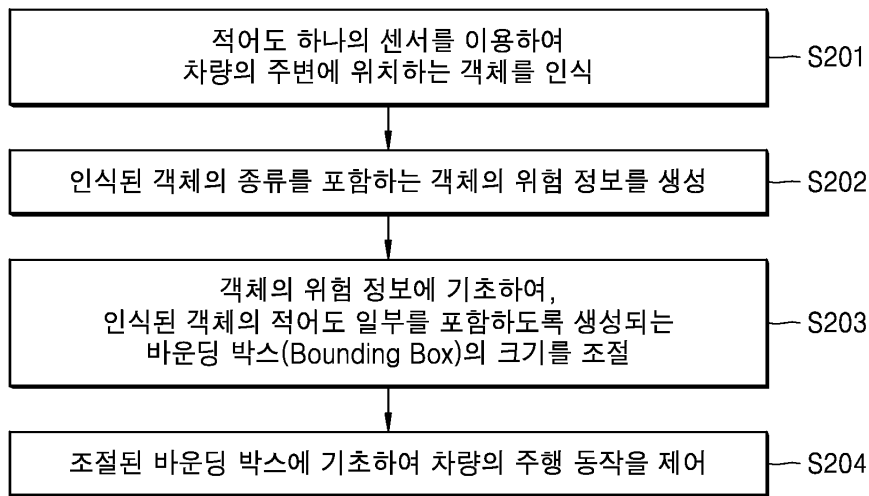 적어도 하나의 센서를 이용하여
차량의 주변에 위치하는 객체를 인식
S201
인식된 객체의 종류를 포함하는 객체의 위험 정보를 생성
S202
객체의 위험 정보에 기초하여,
인식된 객체의 적어도 일부를 포함하도록 생성되는
바운딩 박스(Bounding Box)의 크기를 조절
S203
조절된 바운딩 박스에 기초하여 차량의 주행 동작을 제어
S204